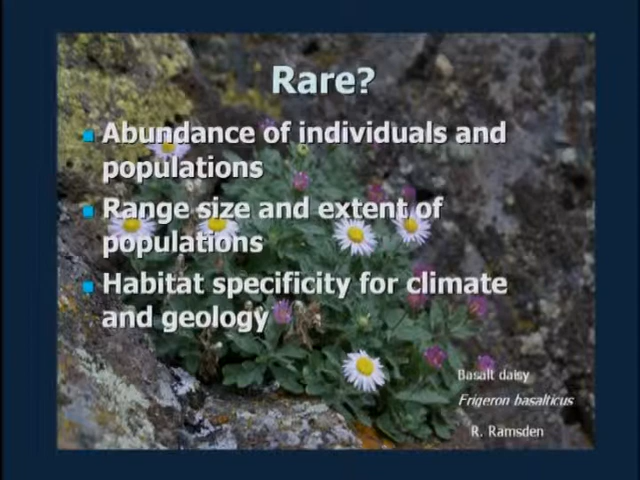 Rare?
Abundance of individuals and
populations
Range size and extent of
populations
Habitat specificity for climate
and geology
Basalt daisy
Frigeron basalticus
R. Ramsden